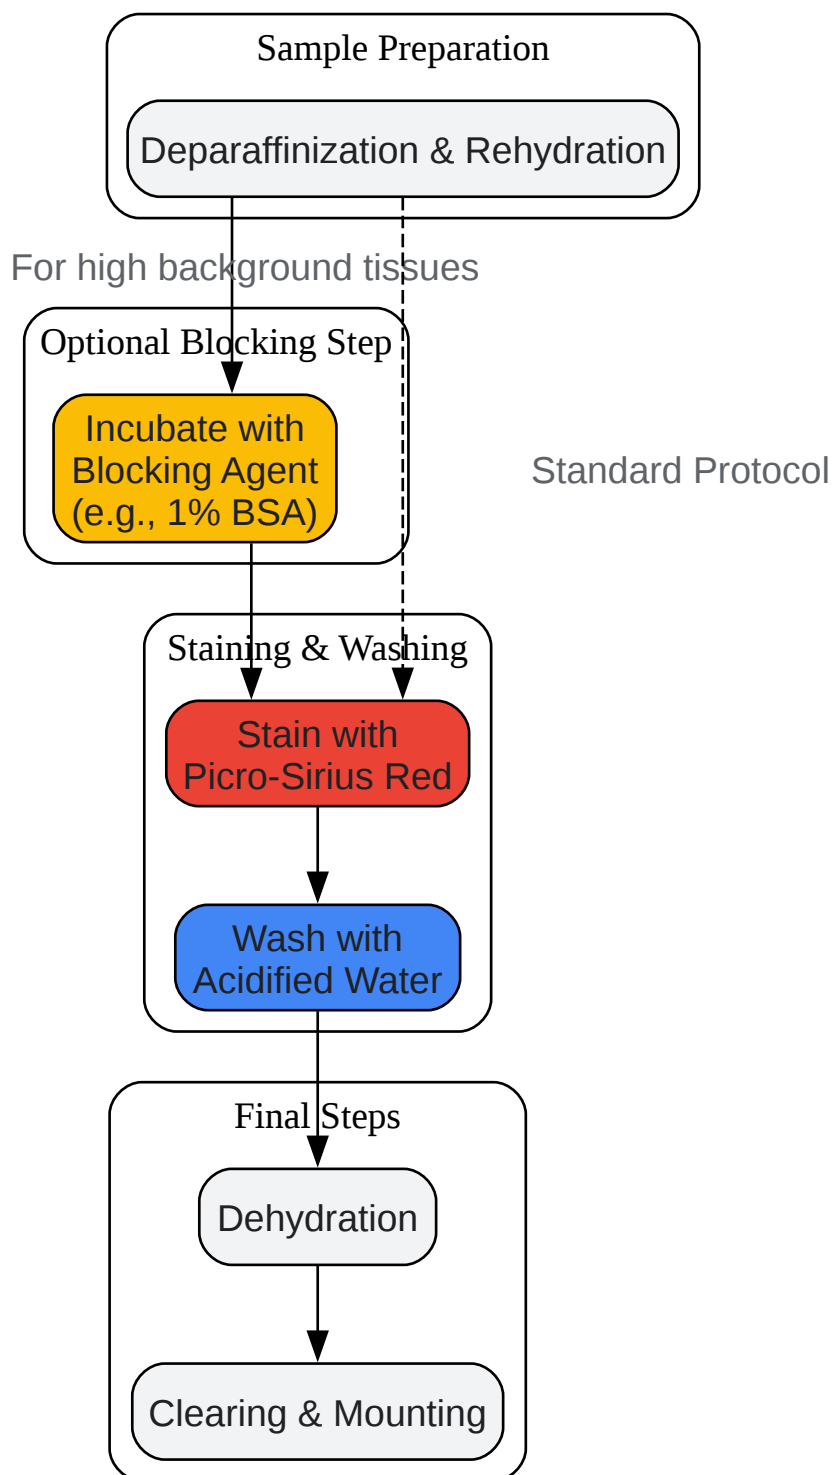 Sample Preparation
Deparaffinization & Rehydration
For high background tissues
Optional Blocking Step
Incubate with
Blocking Agent
(e.g., 1% BSA)
Standard Protocol
Staining & Washing
Stain with
Picro-Sirius Red
Wash with
Acidified Water
Final Steps
Dehydration
Clearing & Mounting